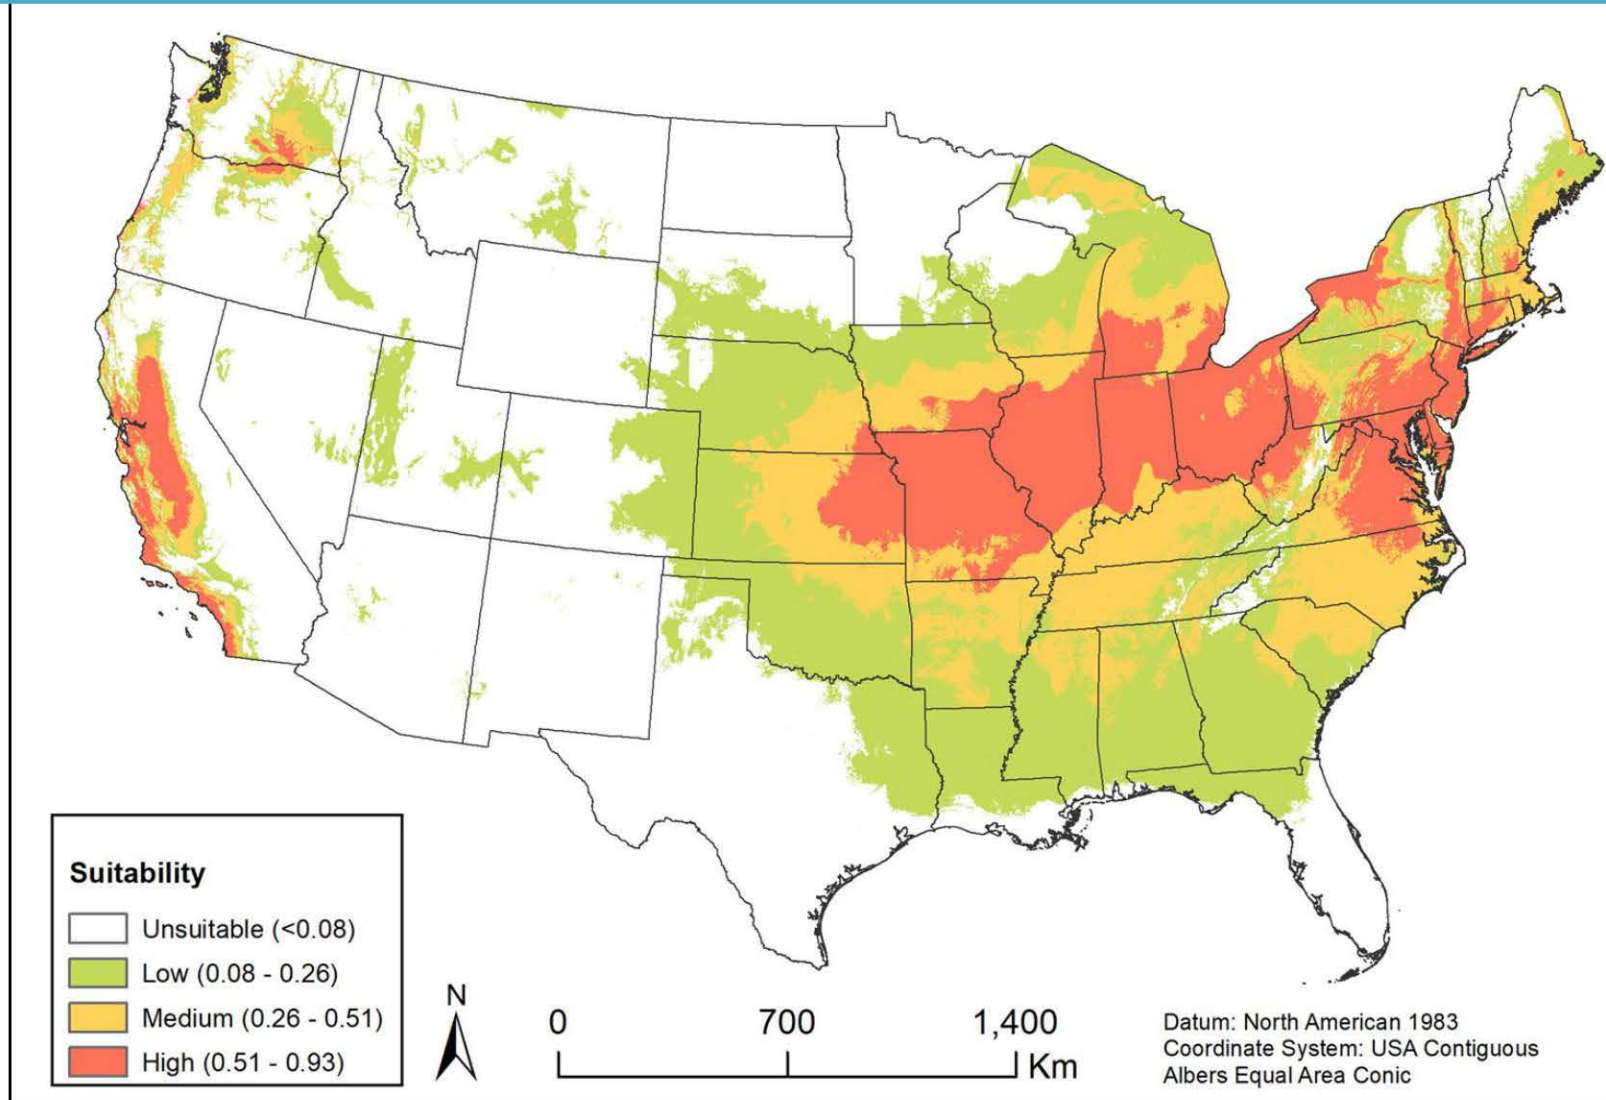 Suitability
Unsuitable (<0.08)
Low (0.08 - 0.26)
Medium (0.26 - 0.51)
High (0.51 - 0.93)
N
0 700 1,400
Km
Datum: North American 1983
Coordinate System: USA Contiguous
Albers Equal Area Conic